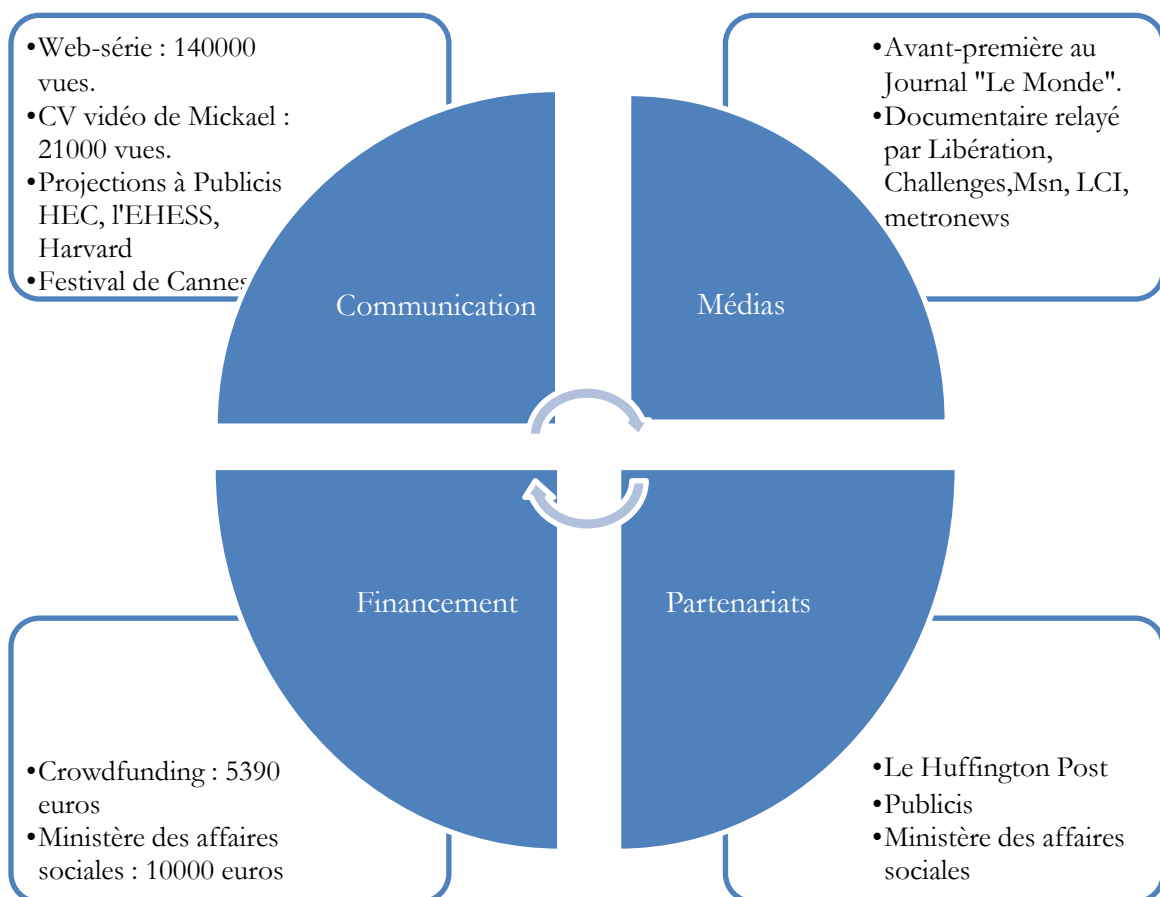 •Web-série : 140000
vues.
•CV vidéo de Mickael :
21000 vues.
•Projections à Publicis
HEC, l'EHESS,
Harvard
•Festival de Cannes
Communication
•Avant-première au
Journal "Le Monde".
•Documentaire relayé
par Libération,
Challenges,Msn, LCI,
metronews
Médias
Financement
•Crowdfunding : 5390
euros
•Ministère des affaires
sociales : 10000 euros
Partenariats
•Le Huffington Post
•Publicis
•Ministère des affaires
sociales